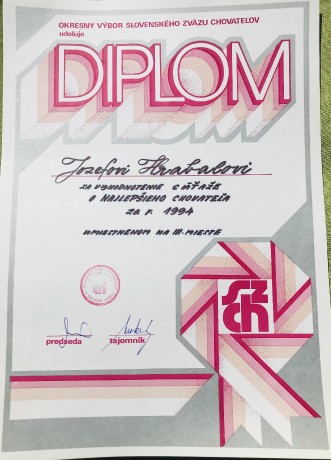 OKRESNÝ VÝBOR SLOVENSKÉHO ZVÄZU CHOVATEĽOV
udeľuje
DIPLOM
Jozefovi Hrabalovi
ZA VYHODNOTENIE SÚŤAŽE
O NAJLEPŠIEHO CHOVATEĽA
ZA r. 1994
UMIESTNENOM NA III. MIESTE
szch
predseda tajomník